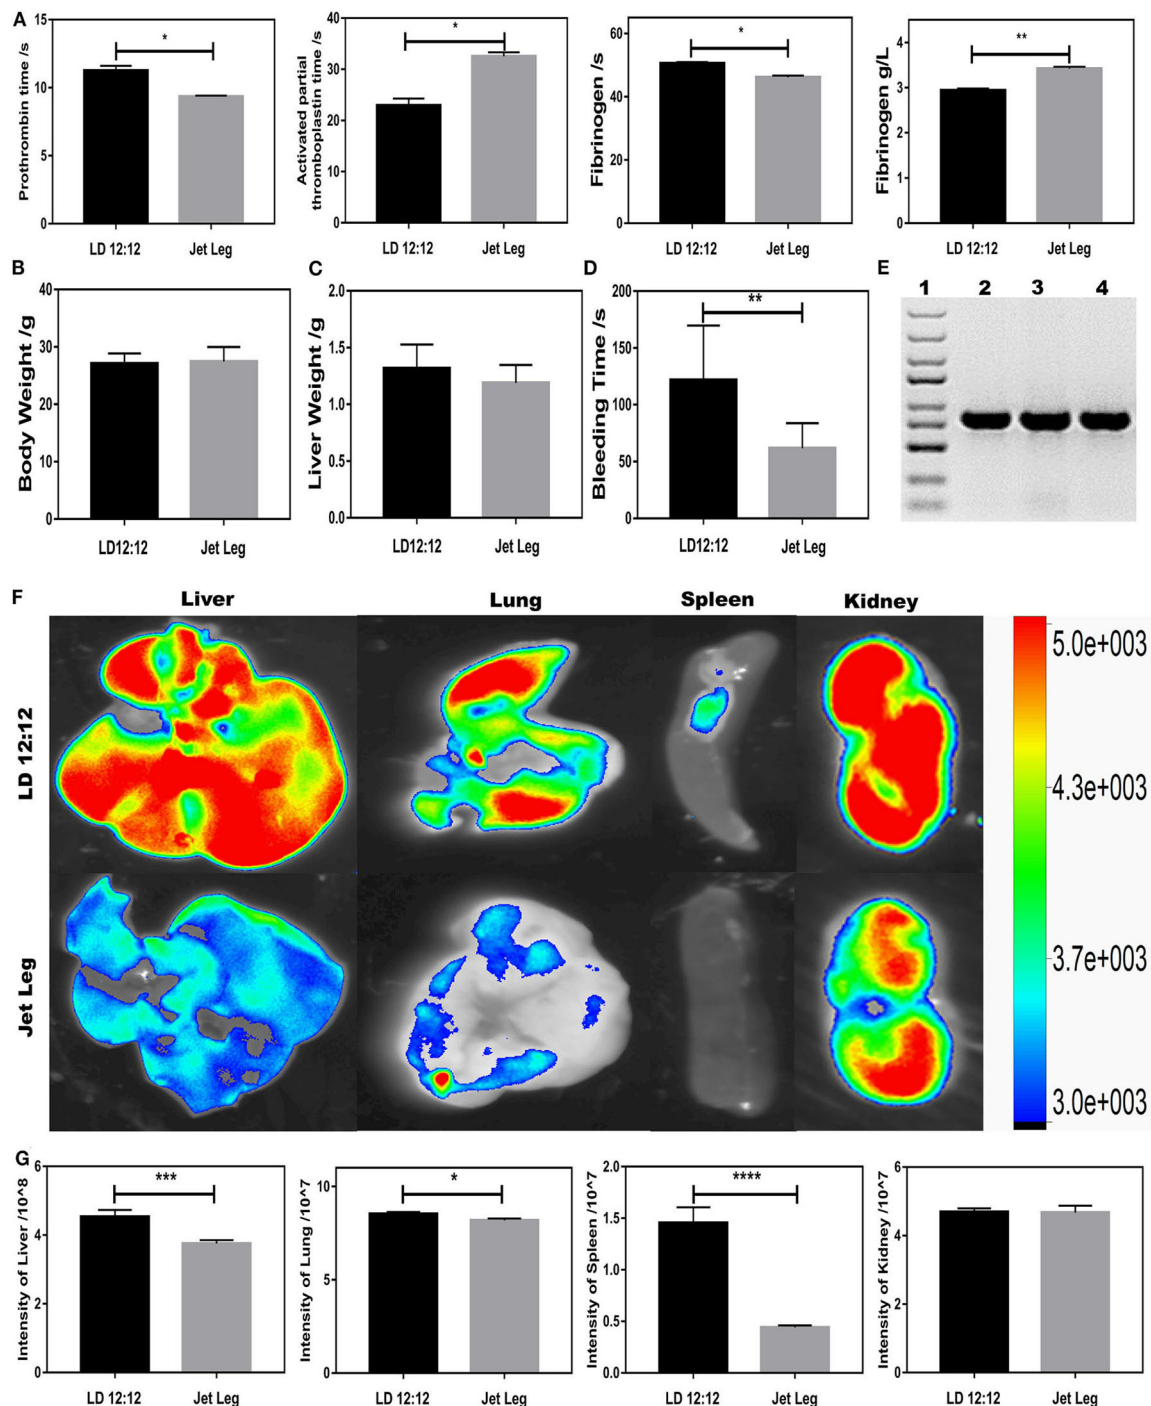 A
Prothrombin time /s
15
10
5
0
*
LD 12:12
Jet Leg
Activated partial
thromboplastin time /s
40
30
20
10
0
*
LD 12:12
Jet Leg
Fibrinogen /s
60
40
20
0
*
LD 12:12
Jet Leg
Fibrinogen g/L
4
3
2
1
0
**
LD 12:12
Jet Leg
B
Body Weight /g
40
30
20
10
0
LD12:12
Jet Leg
C
Liver Weight /g
2.0
1.5
1.0
0.5
0.0
LD12:12
Jet Leg
D
Bleeding Time /s
200
150
100
50
0
**
LD12:12
Jet Leg
E
1 2 3 4
F
Liver
Lung
Spleen
Kidney
LD 12:12
Jet Leg
5.0e+003
4.3e+003
3.7e+003
3.0e+003
G
Intensity of Liver /10^8
6
4
2
0
***
LD 12:12
Jet Leg
Intensity of Lung /10^7
10
5
0
*
LD 12:12
Jet Leg
Intensity of Spleen /10^7
2.0
1.5
1.0
0.5
0.0
****
LD 12:12
Jet Leg
Intensity of Kidney /10^7
6
4
2
0
LD 12:12
Jet Leg